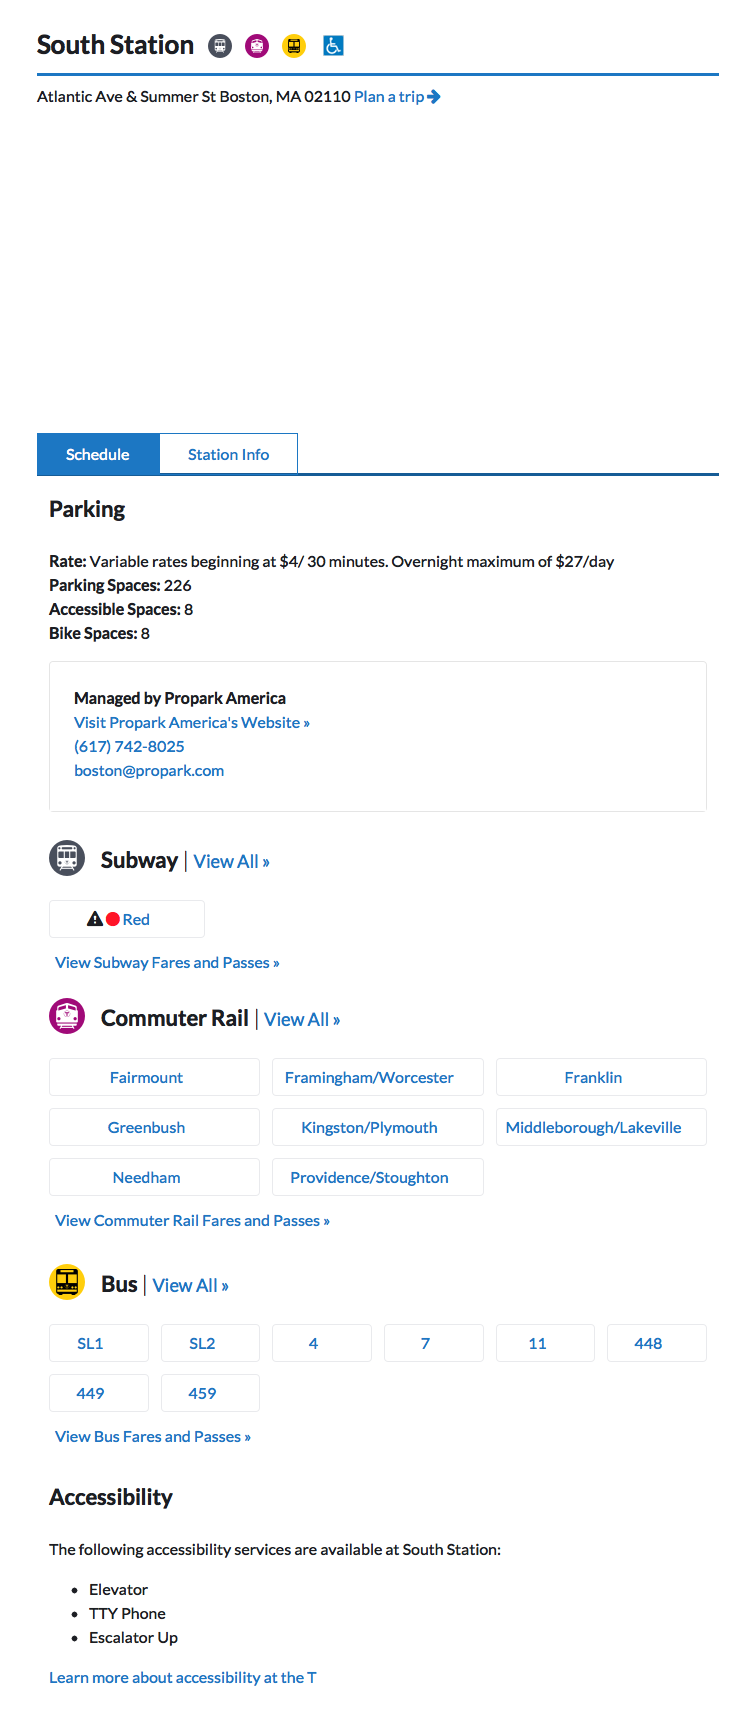 South Station
Atlantic Ave & Summer St Boston, MA 02110 Plan a trip
Schedule
Station Info
Parking
Rate: Variable rates beginning at $4/ 30 minutes. Overnight maximum of $27/day
Parking Spaces: 226
Accessible Spaces: 8
Bike Spaces: 8
Managed by Propark America
Visit Propark America's Website »
(617) 742-8025
boston@propark.com
Subway | View All »
Red
View Subway Fares and Passes »
Commuter Rail | View All »
Fairmount
Framingham/Worcester
Franklin
Greenbush
Kingston/Plymouth
Middleborough/Lakeville
Needham
Providence/Stoughton
View Commuter Rail Fares and Passes »
Bus | View All »
SL1
SL2
4
7
11
448
449
459
View Bus Fares and Passes »
Accessibility
The following accessibility services are available at South Station:
• Elevator
• TTY Phone
• Escalator Up
Learn more about accessibility at the T